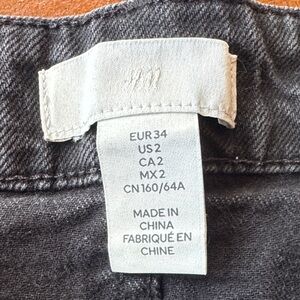 H&M
EUR34
US2
CA2
MX2
CN160/64A
MADE IN
CHINA
FABRIQUÉ EN
CHINE